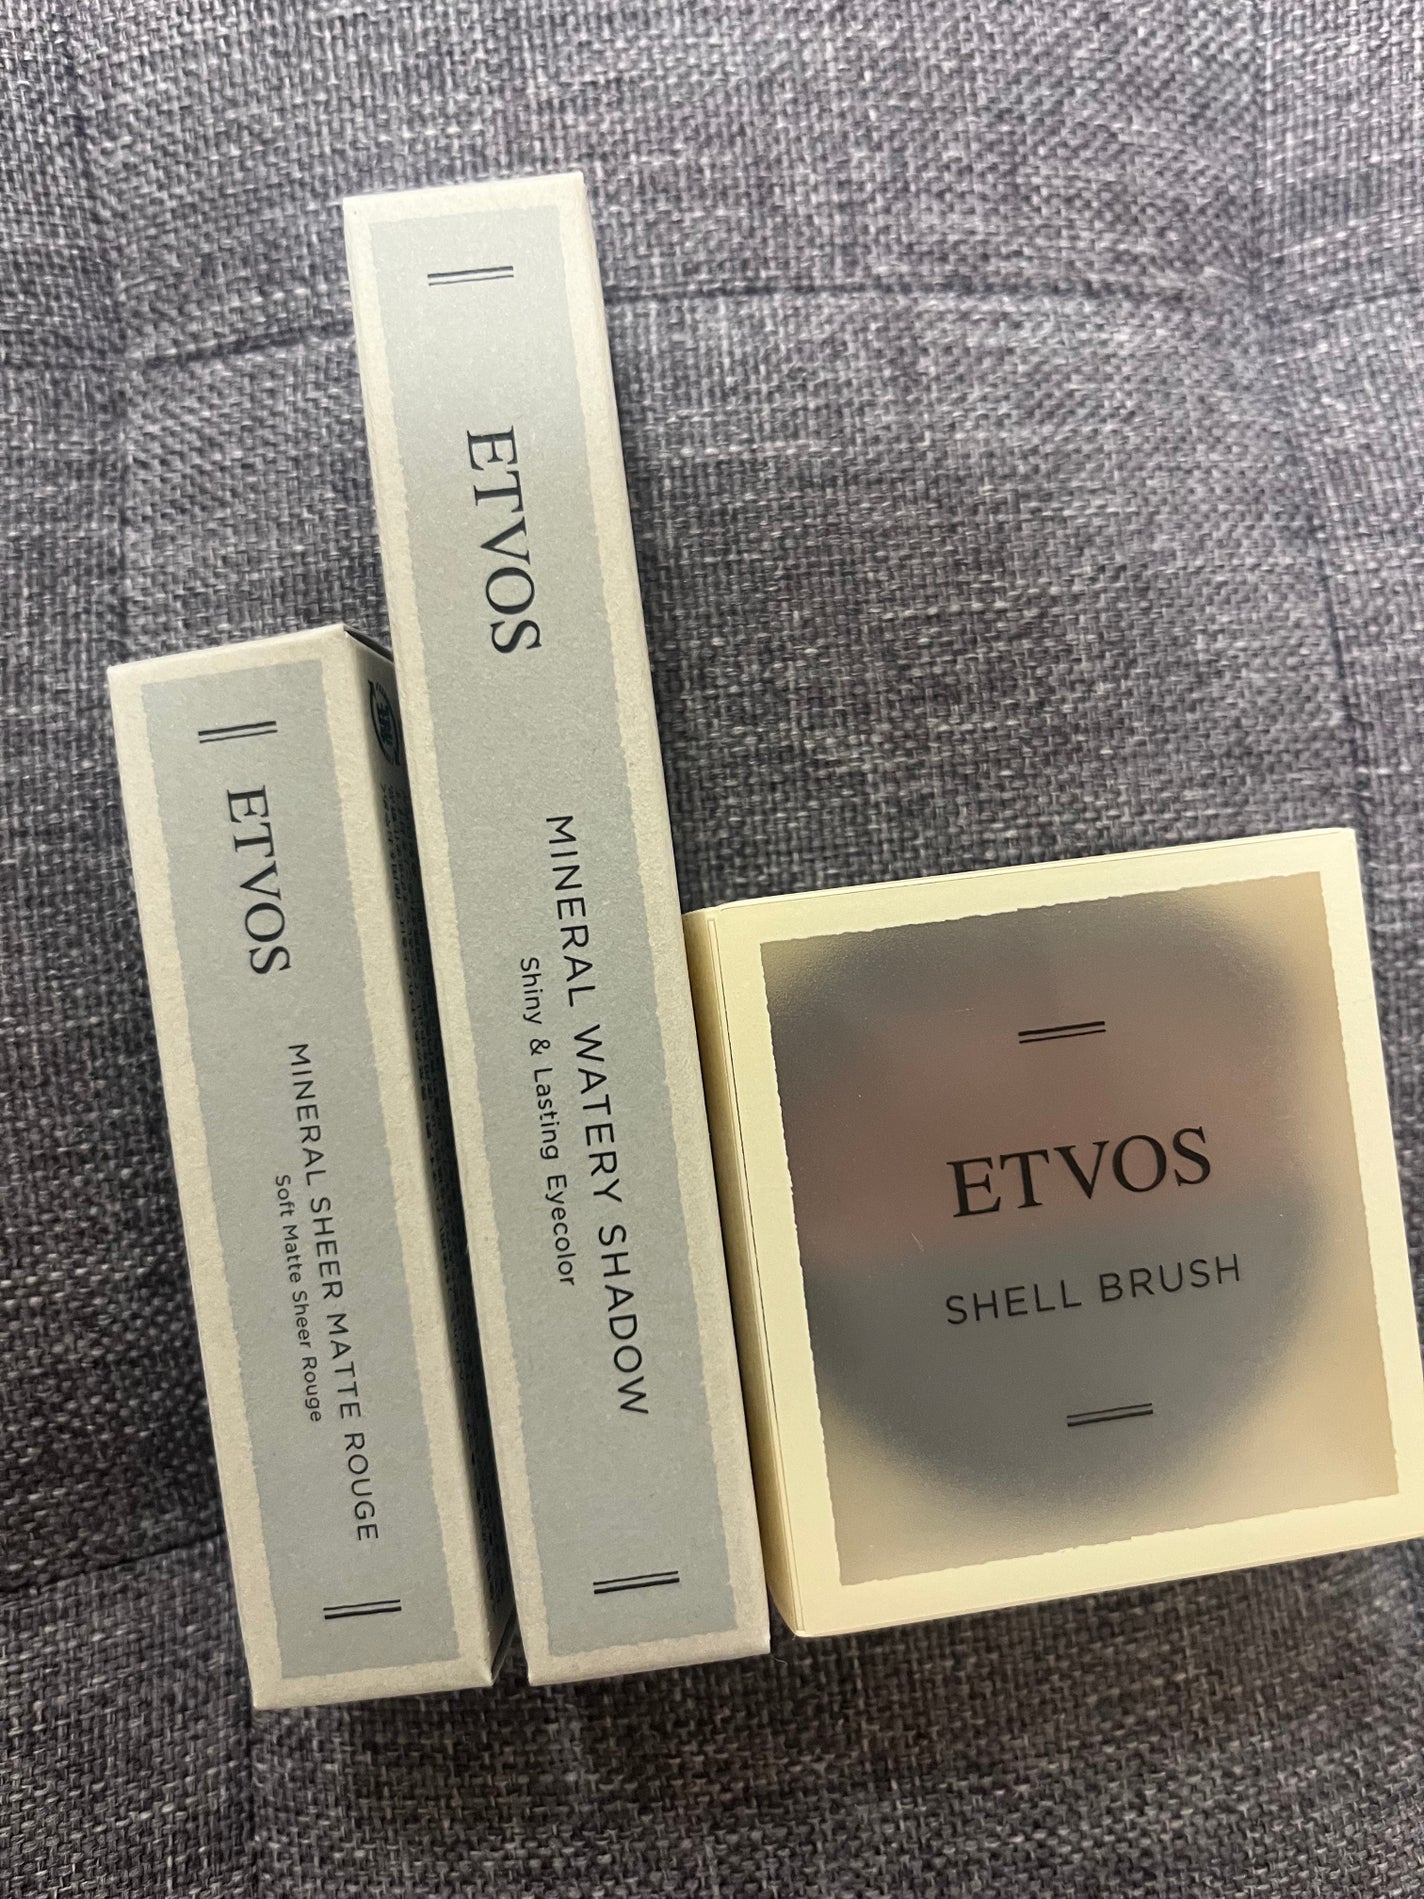 ETVOS
MINERAL SHEER MATTE ROUGE
Soft Matte Sheer Rouge
ETVOS
MINERAL WATERY SHADOW
Shiny & Lasting Eyecolor
ETVOS
SHELL BRUSH